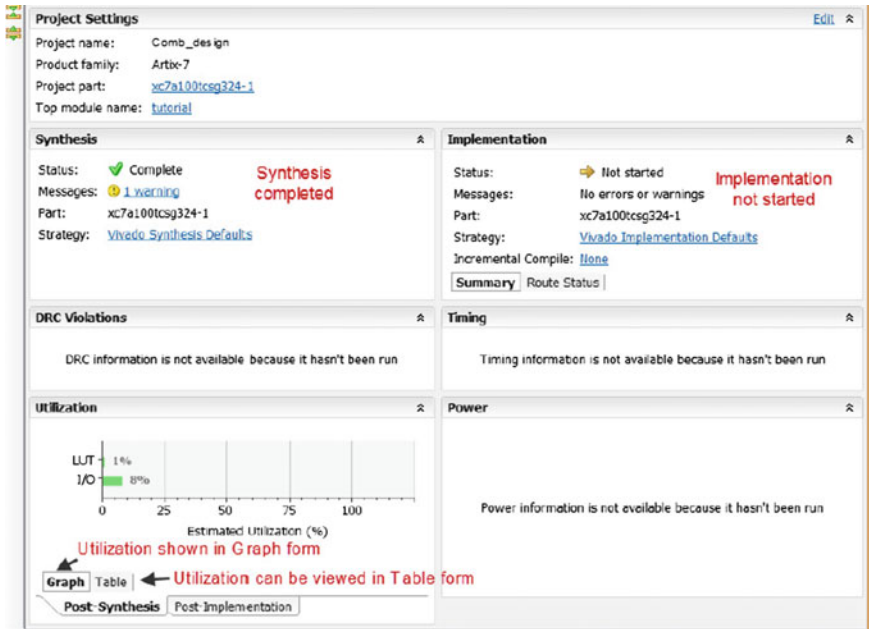 Project Settings
Edit
Project name: Comb_design
Product family: Artix-7
Project part: xc7a100tcsg324-1
Top module name: tutorial
Synthesis
Status: Complete
Messages: 1 warning
Part: xc7a100tcsg324-1
Strategy: Vivado Synthesis Defaults
Synthesis
completed
Implementation
Status: Not started
Messages: No errors or warnings
Part: xc7a100tcsg324-1
Strategy: Vivado Implementation Defaults
Incremental Compile: None
Summary Route Status
Implementation
not started
DRC Violations
DRC information is not available because it hasn't been run
Timing
Timing information is not available because it hasn't been run
Utilization
LUT 1%
I/O 8%
0 25 50 75 100
Estimated Utilization (%)
Utilization shown in Graph form
Graph Table
Utilization can be viewed in Table form
Post-Synthesis Post-Implementation
Power
Power information is not available because it hasn't been run